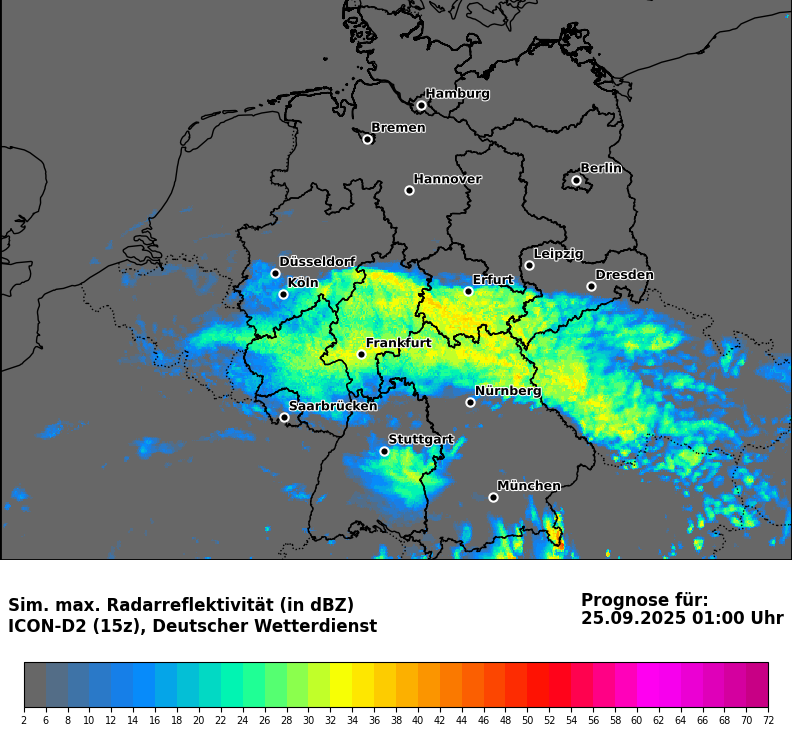 Hamburg
Bremen
Berlin
Hannover
Leipzig
Düsseldorf
Dresden
Erfurt
Köln
Frankfurt
Nürnberg
Saarbrücken
Stuttgart
München
Sim. max. Radarreflektivität (in dBZ)
ICON-D2 (15z), Deutscher Wetterdienst
Prognose für:
25.09.2025 01:00 Uhr
2 6 8 10 12 14 16 18 20 22 24 26 28 30 32 34 36 38 40 42 44 46 48 50 52 54 56 58 60 62 64 66 68 70 72